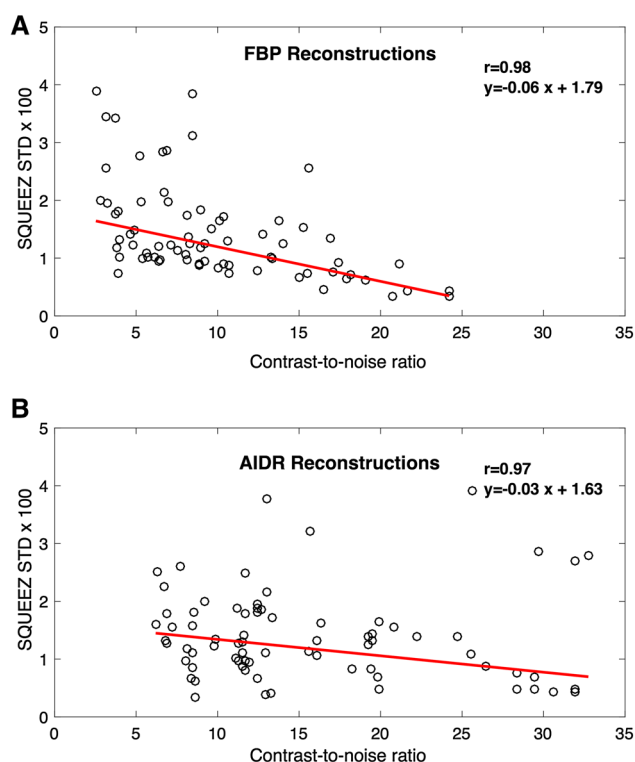 A
FBP Reconstructions
r=0.98
y=-0.06 x + 1.79
SQUEEZ STD x 100
5
4
3
2
1
0
0 5 10 15 20 25 30 35
Contrast-to-noise ratio
B
AIDR Reconstructions
r=0.97
y=-0.03 x + 1.63
SQUEEZ STD x 100
5
4
3
2
1
0
0 5 10 15 20 25 30 35
Contrast-to-noise ratio